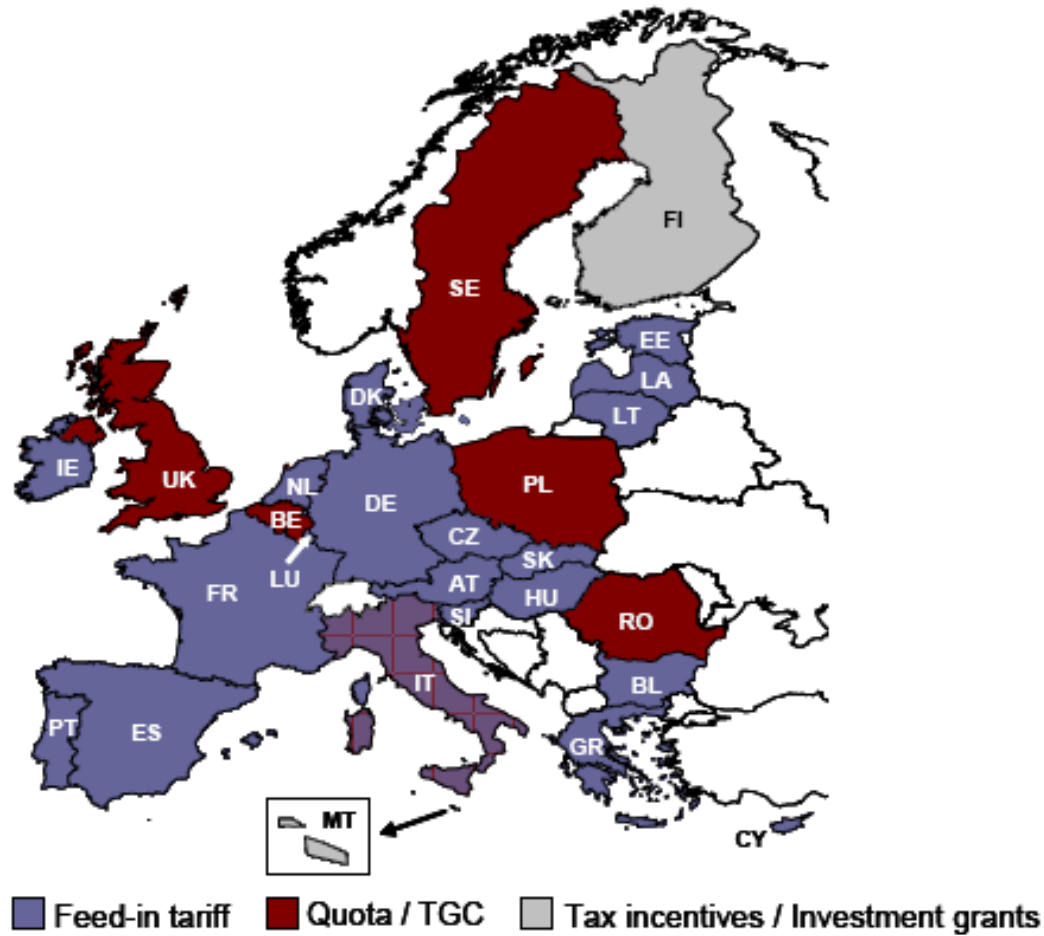 FI
SE
EE
LA
DK
LT
IE
UK
NL
DE
PL
BE
CZ
SK
LU
AT
FR
HU
SI
RO
IT
BL
PT
ES
GR
MT
CY
Feed-in tariff Quota / TGC Tax incentives / Investment grants